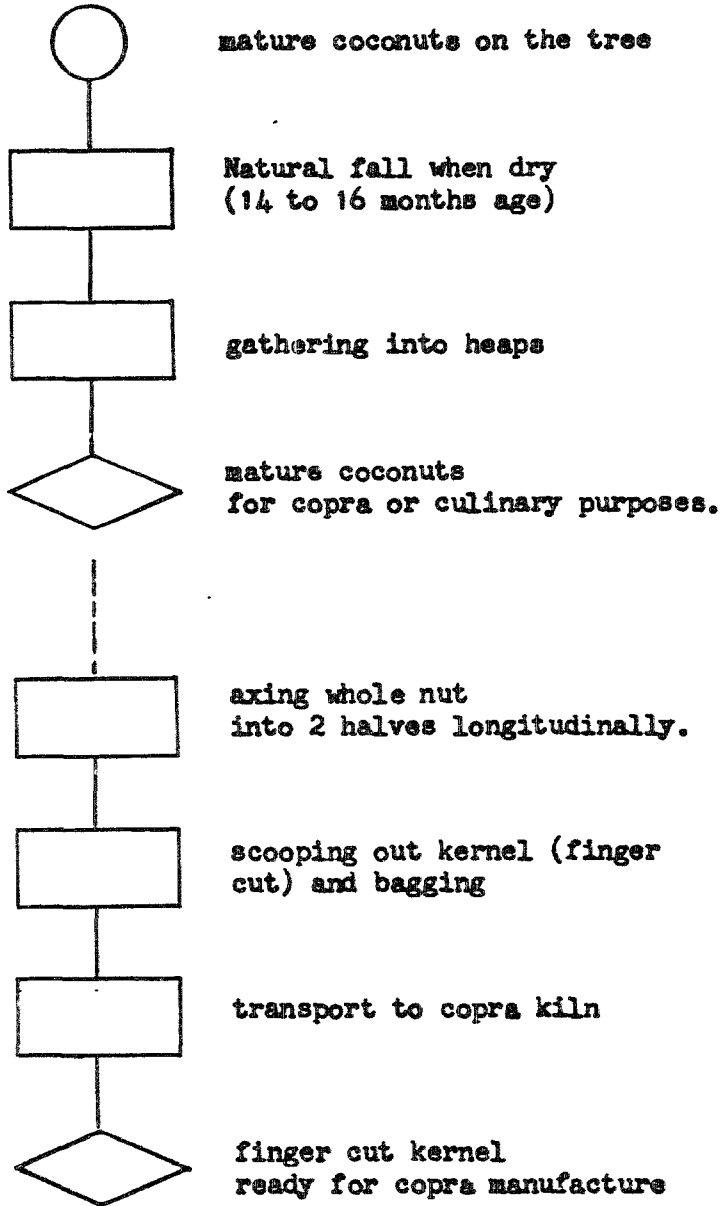 mature coconuts on the tree
Natural fall when dry
(14 to 16 months age)
gathering into heaps
mature coconuts
for copra or culinary purposes.
axing whole nut
into 2 halves longitudinally.
scooping out kernel (finger
cut) and bagging
transport to copra kiln
finger cut kernel
ready for copra manufacture